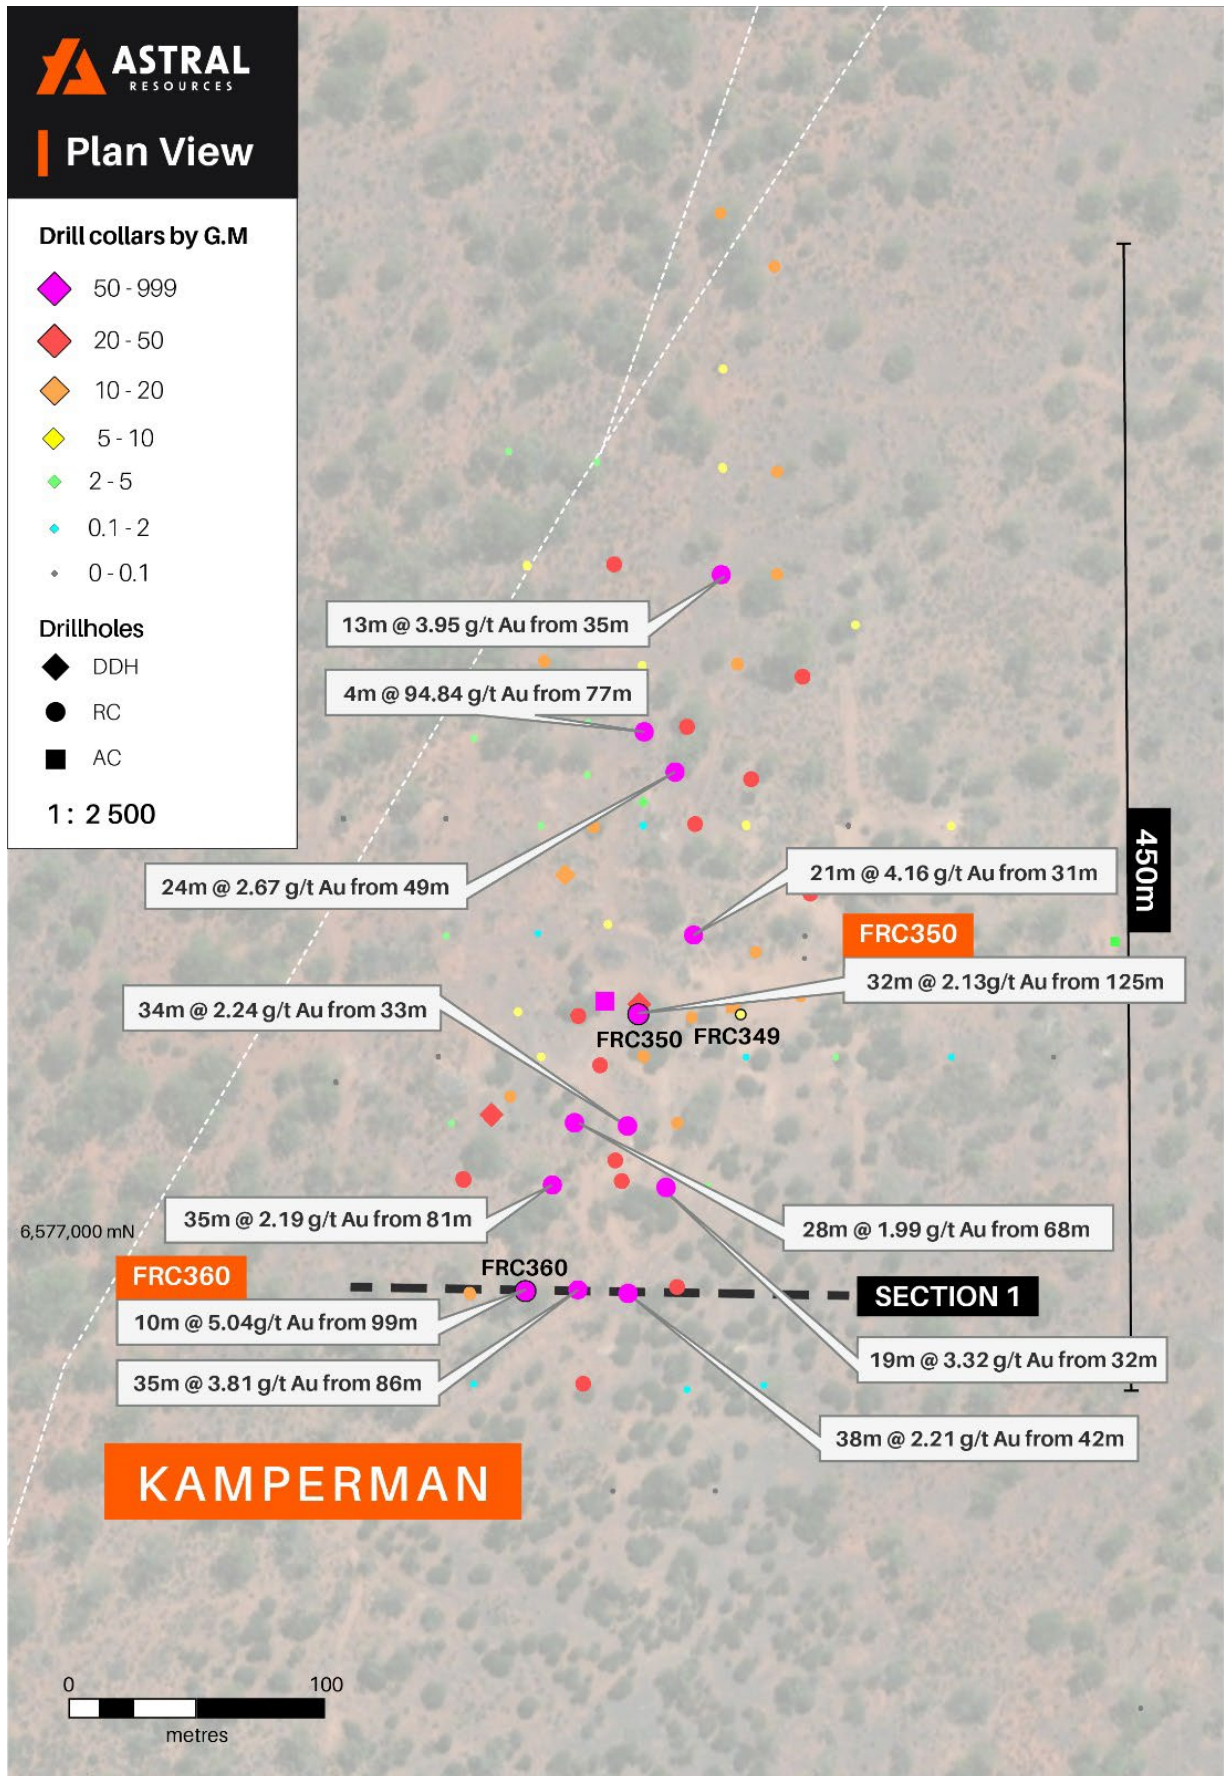 ASTRAL
RESOURCES
Plan View
Drill collars by G.M
50 - 999
20 - 50
10 - 20
5 - 10
2 - 5
0.1 - 2
0 - 0.1
Drillholes
DDH
RC
AC
1: 2 500
13m @ 3.95 g/t Au from 35m
4m @ 94.84 g/t Au from 77m
24m @ 2.67 g/t Au from 49m
21m @ 4.16 g/t Au from 31m
450m
FRC350
32m @ 2.13g/t Au from 125m
34m @ 2.24 g/t Au from 33m
FRC350
FRC349
35m @ 2.19 g/t Au from 81m
28m @ 1.99 g/t Au from 68m
6,577,000 mN
FRC360
FRC360
10m @ 5.04g/t Au from 99m
SECTION 1
35m @ 3.81 g/t Au from 86m
19m @ 3.32 g/t Au from 32m
38m @ 2.21 g/t Au from 42m
KAMPERMAN
0 100
metres